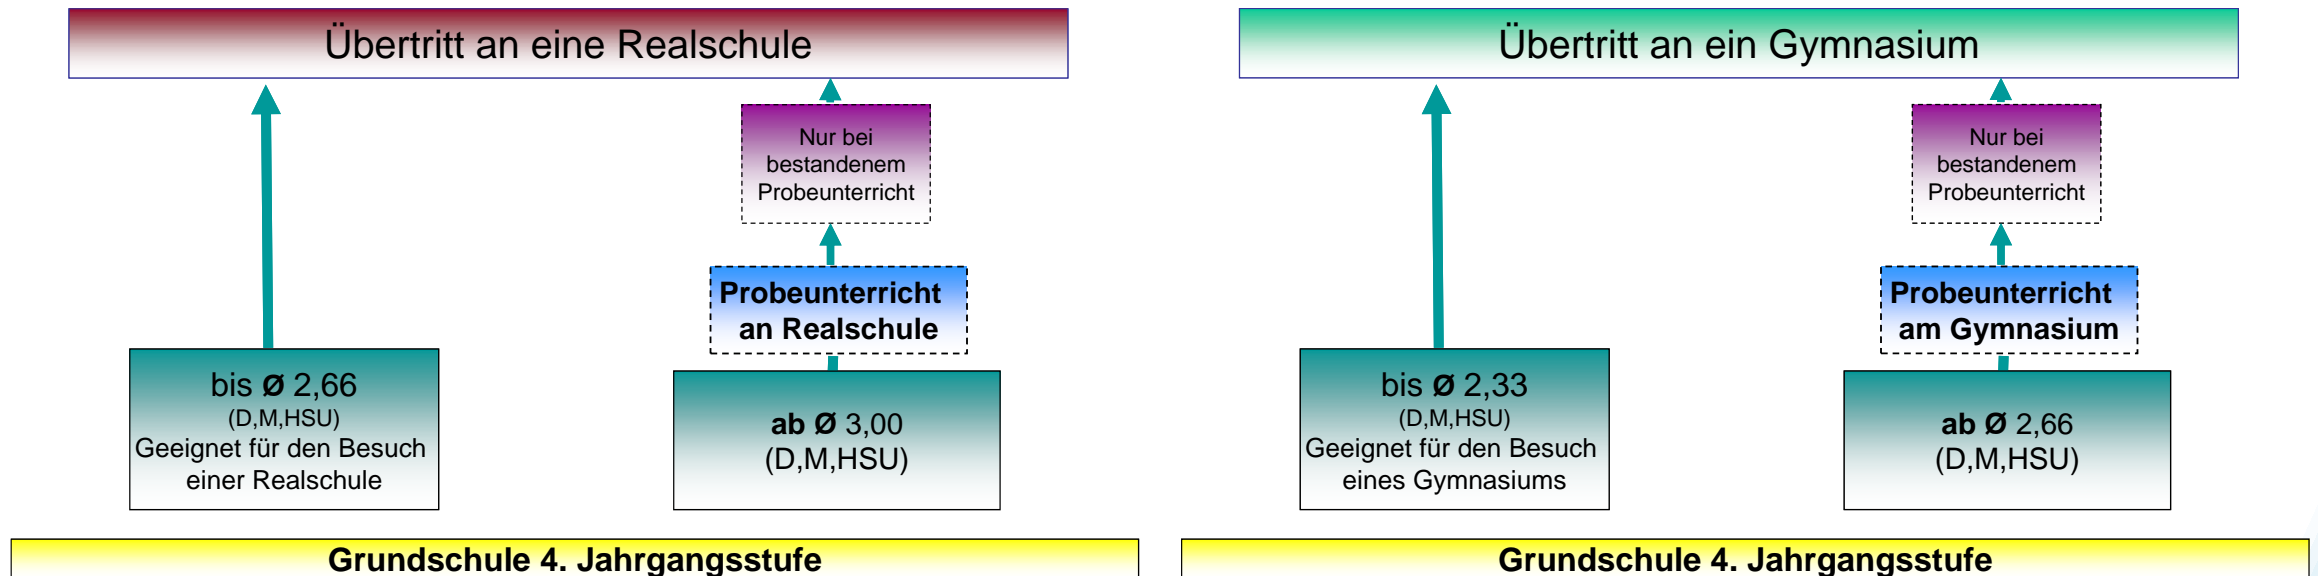 Übertritt an eine Realschule
Nur bei
bestandenem
Probeunterricht
Probeunterricht
an Realschule
bis Ø 2,66
(D,M,HSU)
Geeignet für den Besuch
einer Realschule
ab Ø 3,00
(D,M,HSU)
Grundschule 4. Jahrgangsstufe
Übertritt an ein Gymnasium
Nur bei
bestandenem
Probeunterricht
Probeunterricht
am Gymnasium
bis Ø 2,33
(D,M,HSU)
Geeignet für den Besuch
eines Gymnasiums
ab Ø 2,66
(D,M,HSU)
Grundschule 4. Jahrgangsstufe